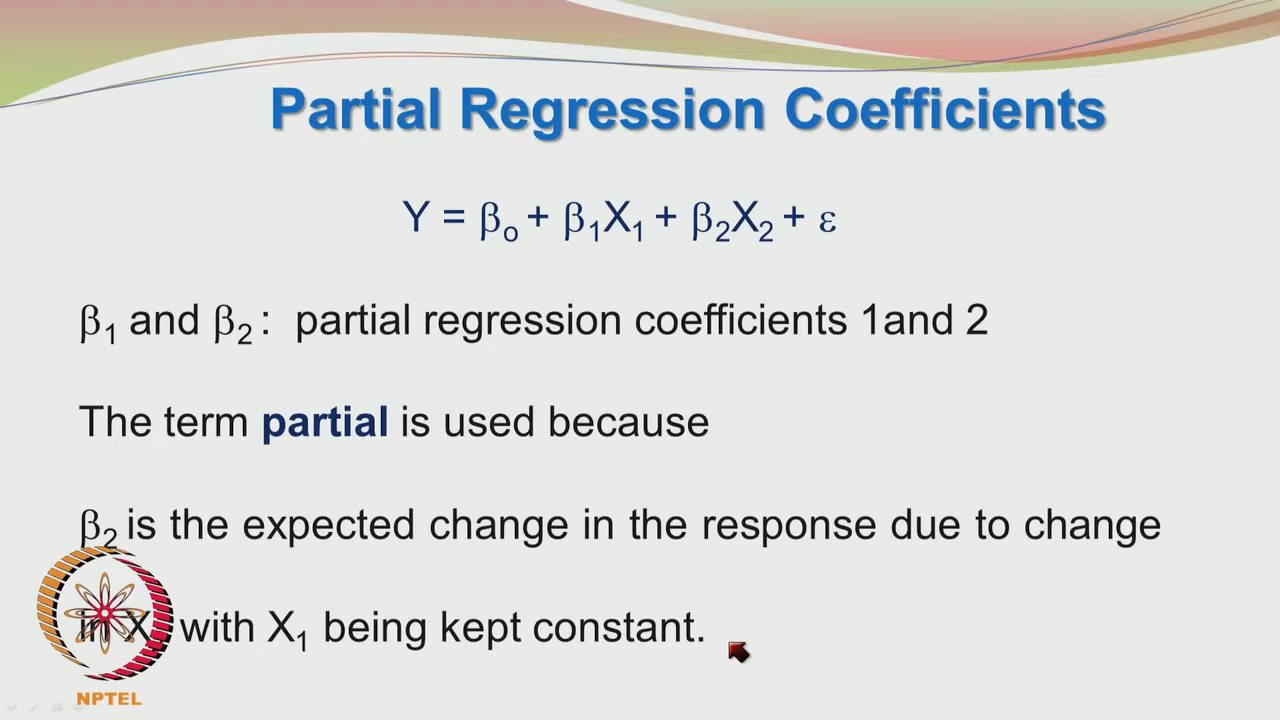 Partial Regression Coefficients
Y = βo + β1X1 + β2X2 + ε
β1 and β2 : partial regression coefficients 1and 2
The term partial is used because
β2 is the expected change in the response due to change
in X with X1 being kept constant.
NPTEL